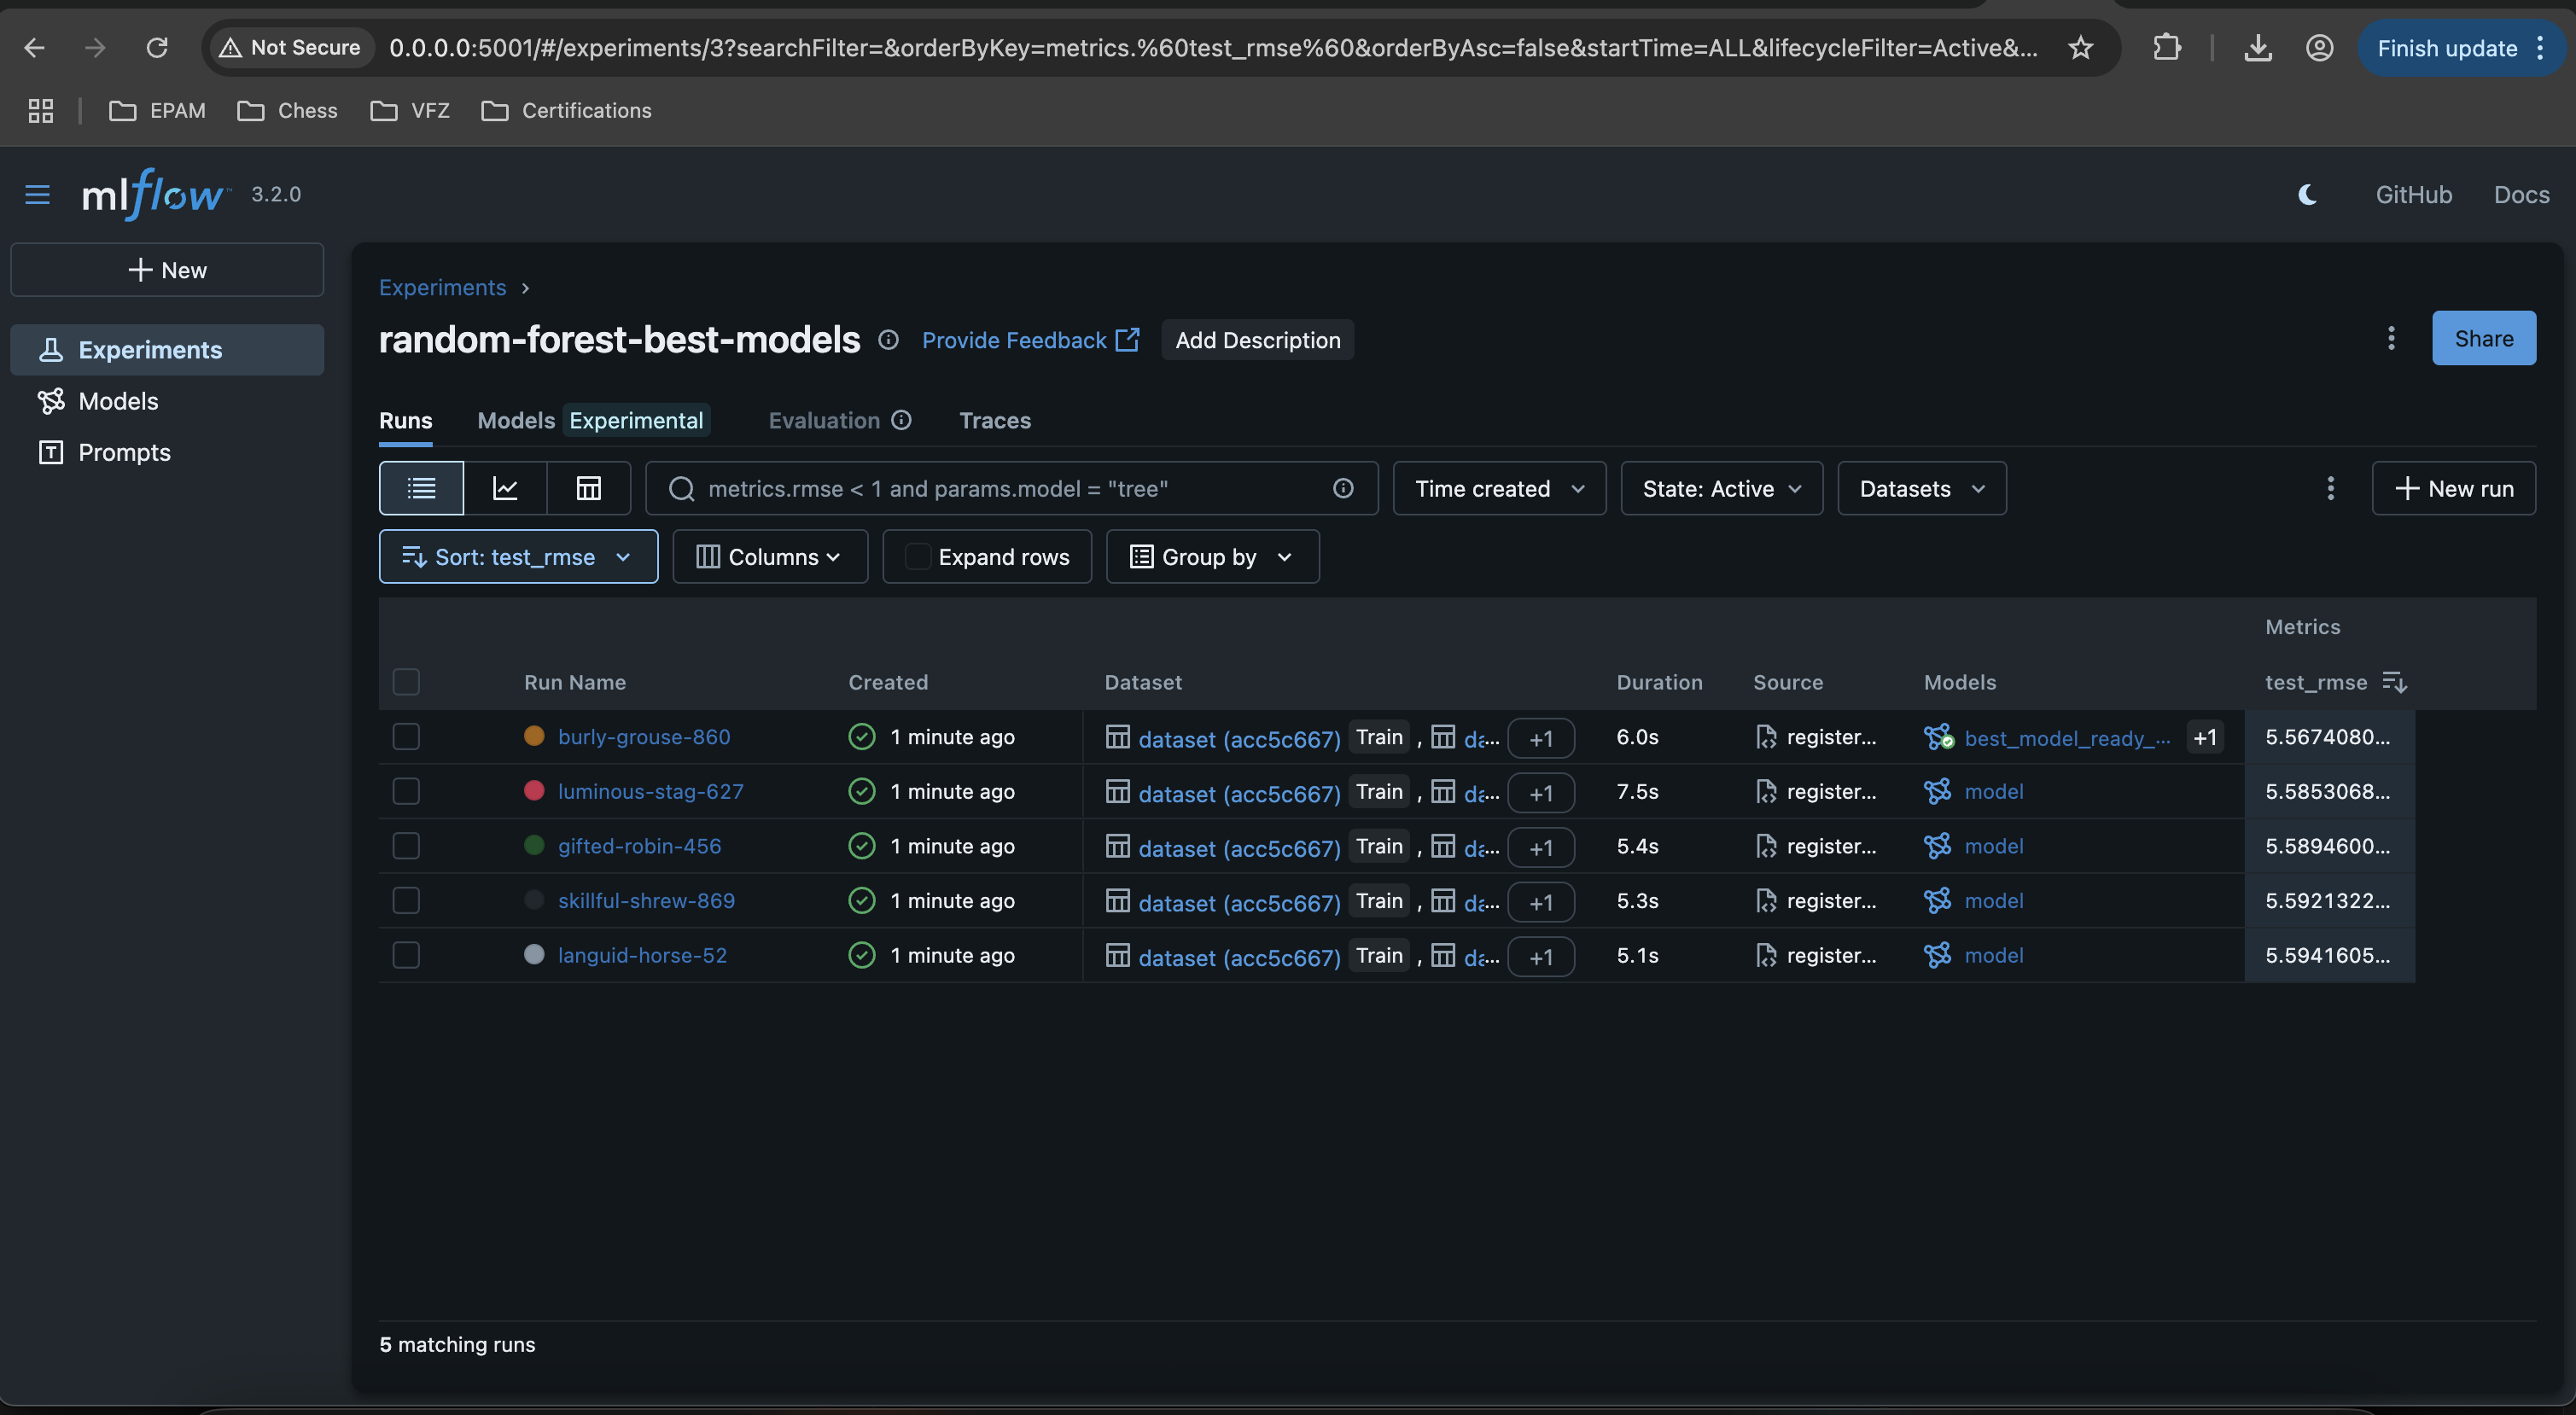 Not Secure 0.0.0.0:5001/#/experiments/3?searchFilter=&orderByKey=metrics.%60test_rmse%60&orderByAsc=false&startTime=ALL&lifecycleFilter=Active&... Finish update
EPAM Chess VFZ Certifications
mlflow™ 3.2.0 GitHub Docs
+ New
Experiments
Models
Prompts
Experiments >
random-forest-best-models Provide Feedback Add Description Share
Runs Models Experimental Evaluation Traces
metrics.rmse < 1 and params.model = "tree" Time created State: Active Datasets + New run
Sort: test_rmse Columns Expand rows Group by
Metrics
Run Name Created Dataset Duration Source Models test_rmse
burly-grouse-860 1 minute ago dataset (acc5c667) Train , da... +1 6.0s register... best_model_ready_... +1 5.5674080...
luminous-stag-627 1 minute ago dataset (acc5c667) Train , da... +1 7.5s register... model 5.5853068...
gifted-robin-456 1 minute ago dataset (acc5c667) Train , da... +1 5.4s register... model 5.5894600...
skillful-shrew-869 1 minute ago dataset (acc5c667) Train , da... +1 5.3s register... model 5.5921322...
languid-horse-52 1 minute ago dataset (acc5c667) Train , da... +1 5.1s register... model 5.5941605...
5 matching runs